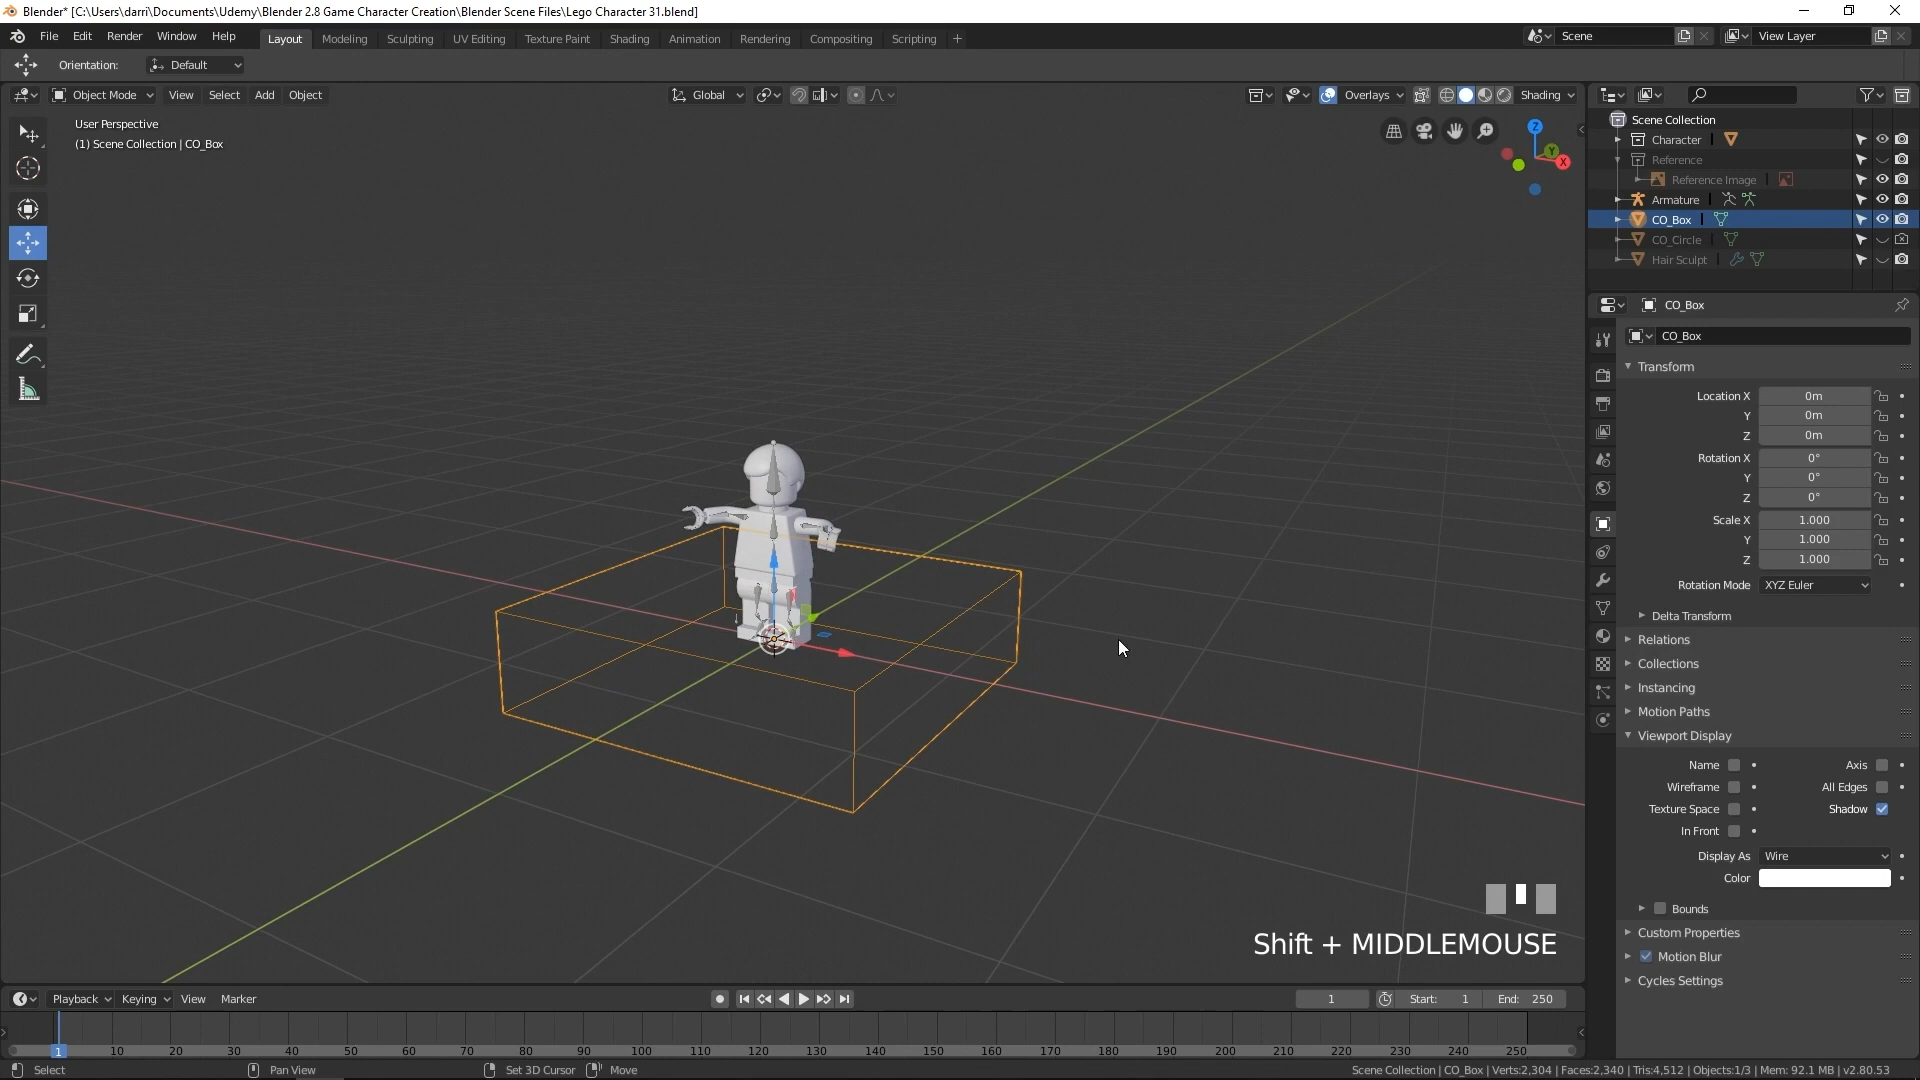 Blender* [C:\Users\darri\Documents\Udemy\Blender 2.8 Game Character Creation\Blender Scene Files\Lego Character 31.blend]
File Edit Render Window Help Layout Modeling Sculpting UV Editing Texture Paint Shading Animation Rendering Compositing Scripting + Scene View Layer
Orientation: Default
Object Mode View Select Add Object Global Overlays Shading
User Perspective
(1) Scene Collection | CO_Box
Z
Y
X
Scene Collection
Character
Reference
Reference Image
Armature
CO_Box
CO_Circle
Hair Sculpt
CO_Box
CO_Box
Transform
Location X 0m
Y 0m
Z 0m
Rotation X 0°
Y 0°
Z 0°
Scale X 1.000
Y 1.000
Z 1.000
Rotation Mode XYZ Euler
Delta Transform
Relations
Collections
Instancing
Motion Paths
Viewport Display
Name Axis
Wireframe All Edges
Texture Space Shadow
In Front
Display As Wire
Color
Bounds
Custom Properties
Motion Blur
Cycles Settings
Shift + MIDDLEMOUSE
Playback Keying View Marker 1 Start: 1 End: 250
1 10 20 30 40 50 60 70 80 90 100 110 120 130 140 150 160 170 180 190 200 210 220 230 240 250
Select Pan View Set 3D Cursor Move Scene Collection | CO_Box | Verts:2,304 | Faces:2,340 | Tris:4,512 | Objects:1/3 | Mem: 92.1 MB | v2.80.53